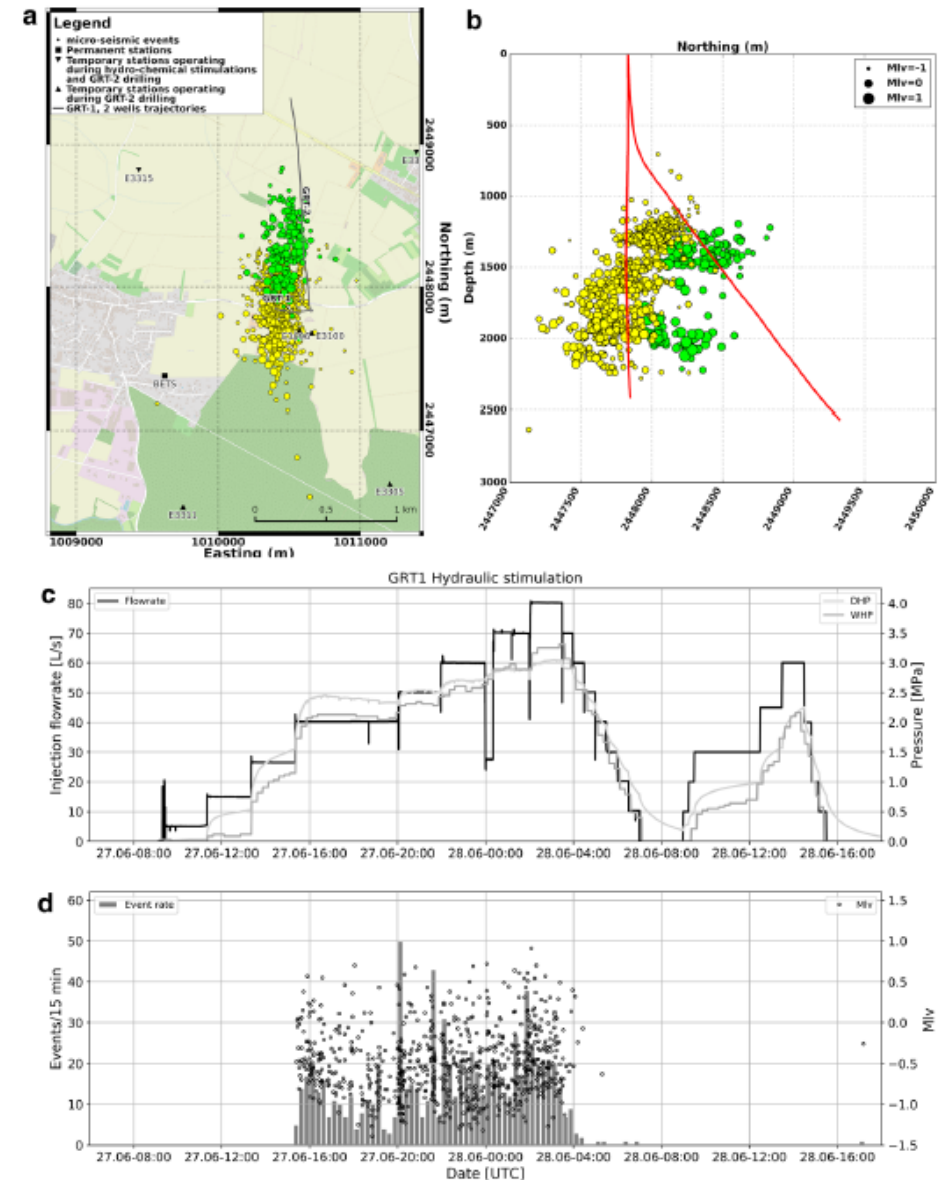 a
Legend
micro-seismic events
Permanent stations
Temporary stations operating
during hydro-chemical stimulations
and GRT-2 drilling
Temporary stations operating
during GRT-2 drilling
GRT-1, 2 wells trajectories
E3315
GRT-2
GRT-1
E3100
BETS
E3311
0 0.5 1 km
1009000 1010000 1011000
Easting (m)
2449000
2448000
2447000
Northing (m)
b
Northing (m)
Mlv=-1
Mlv=0
Mlv=1
0
500
1000
1500
2000
2500
3000
Depth (m)
2447000 2447500 2448000 2448500 2449000 2449500 2450000
c
GRT1 Hydraulic stimulation
Flowrate
DHP
WHP
80
70
60
50
40
30
20
10
0
Injection flowrate [L/s]
4.0
3.5
3.0
2.5
2.0
1.5
1.0
0.5
0.0
Pressure [MPa]
27.06-08:00 27.06-12:00 27.06-16:00 27.06-20:00 28.06-00:00 28.06-04:00 28.06-08:00 28.06-12:00 28.06-16:00
d
Event rate
Mlv
60
50
40
30
20
10
0
Events/15 min
1.5
1.0
0.5
0.0
−0.5
−1.0
−1.5
Mlv
27.06-08:00 27.06-12:00 27.06-16:00 27.06-20:00 28.06-00:00 28.06-04:00 28.06-08:00 28.06-12:00 28.06-16:00
Date [UTC]